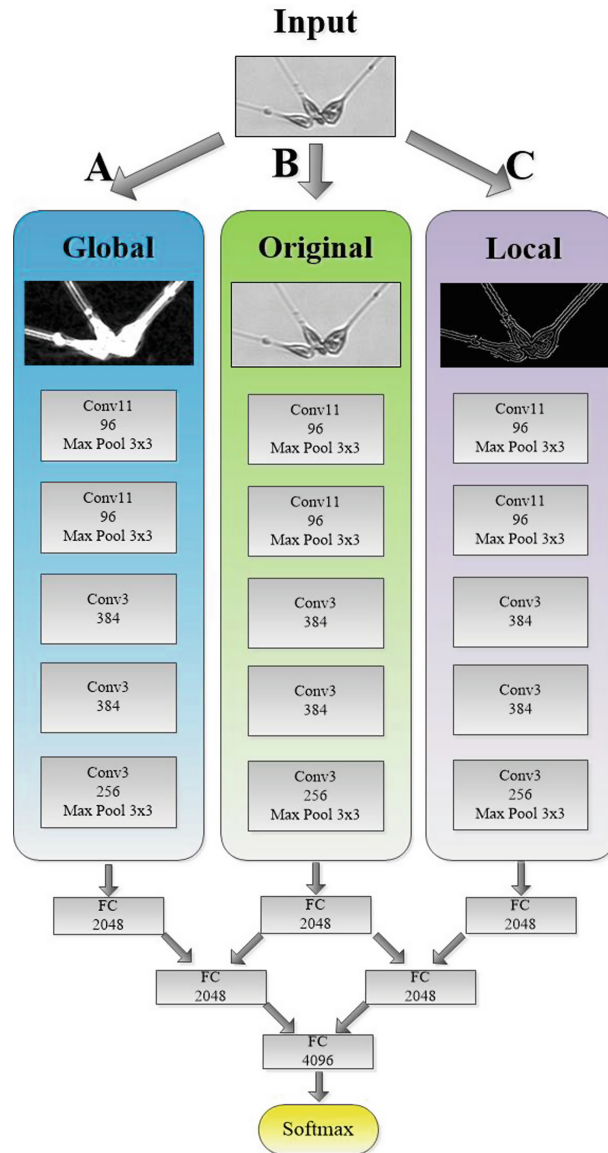 Input
A
B
C
Global
Original
Local
Conv11
96
Max Pool 3x3
Conv11
96
Max Pool 3x3
Conv3
384
Conv3
384
Conv3
256
Max Pool 3x3
Conv11
96
Max Pool 3x3
Conv11
96
Max Pool 3x3
Conv3
384
Conv3
384
Conv3
256
Max Pool 3x3
Conv11
96
Max Pool 3x3
Conv11
96
Max Pool 3x3
Conv3
384
Conv3
384
Conv3
256
Max Pool 3x3
FC
2048
FC
2048
FC
2048
FC
2048
FC
2048
FC
4096
Softmax